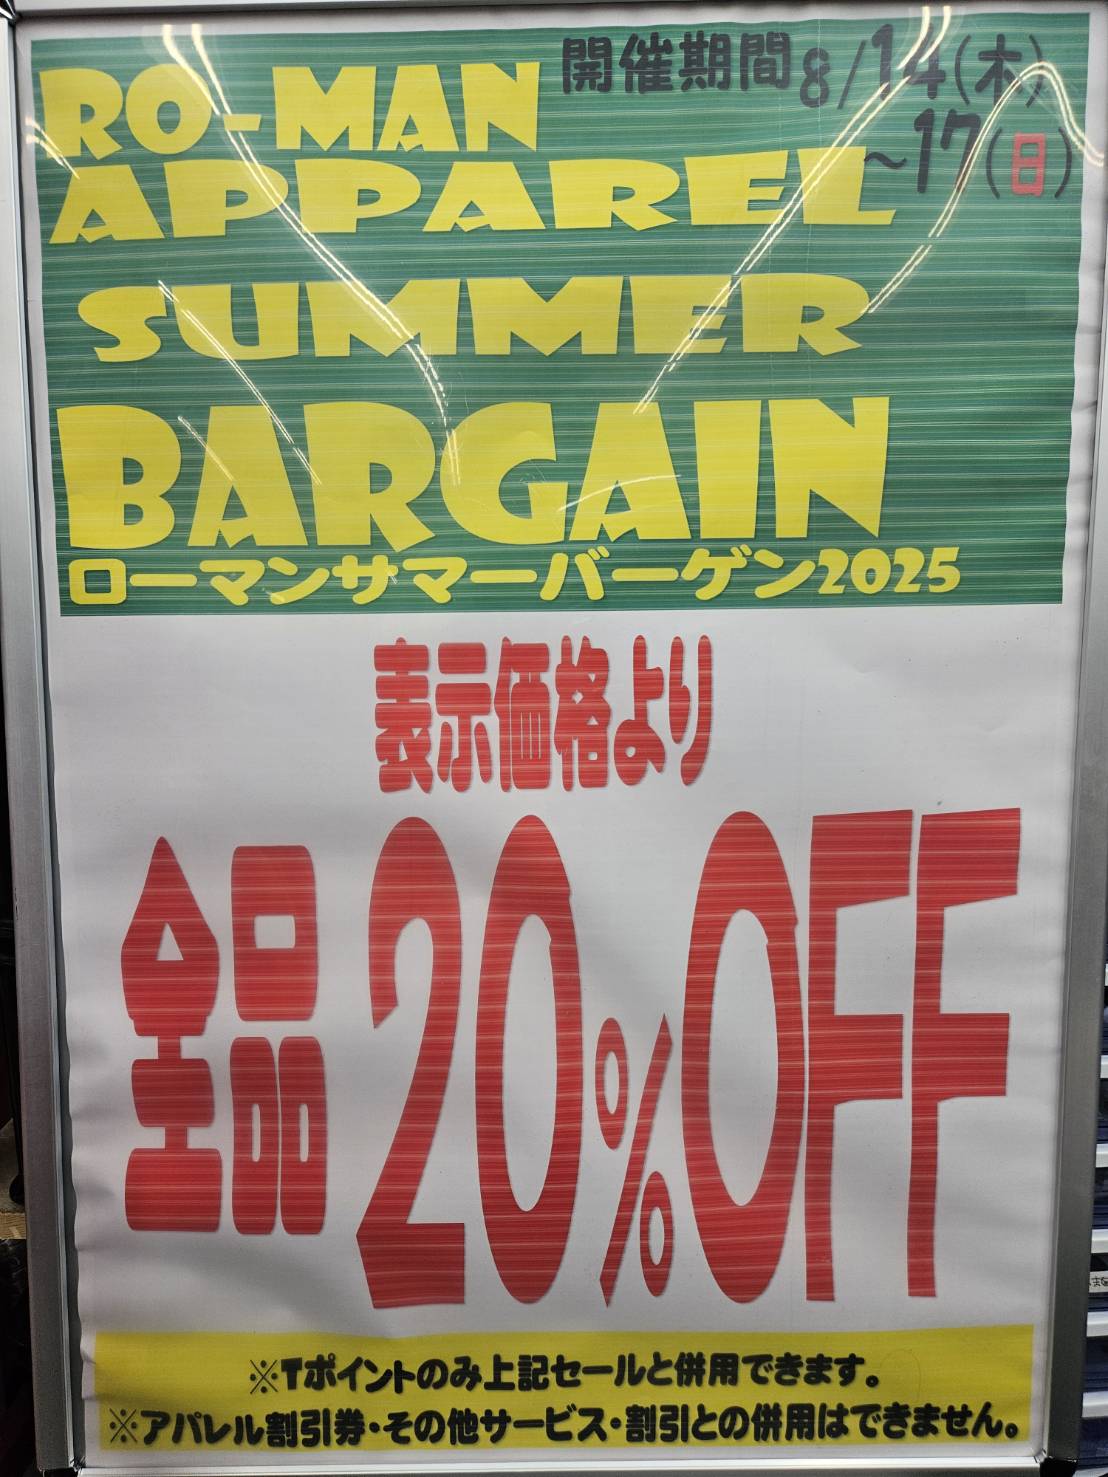 RO-MAN
開催期間8/14(木)
～17(日)
APPAREL
SUMMER
BARGAIN
ローマンサマーバーゲン2025
表示価格より
全品20%OFF
※Tポイントのみ上記セールと併用できます。
※アパレル割引券・その他サービス・割引との併用はできません。